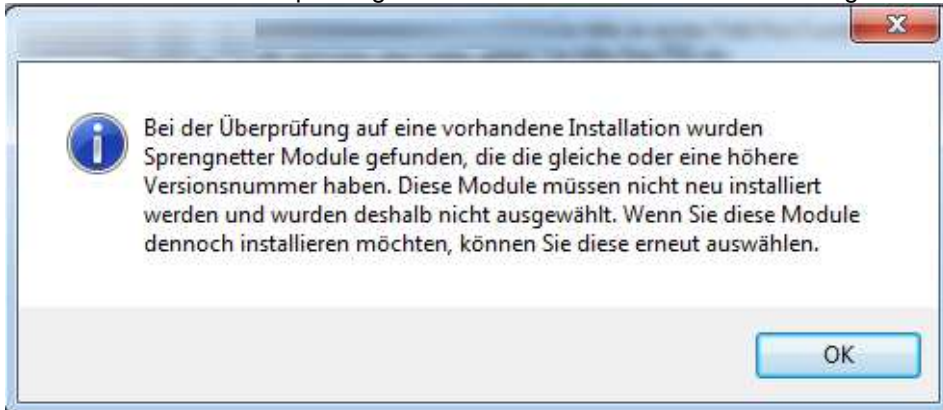 Bei der Überprüfung auf eine vorhandene Installation wurden
Sprengnetter Module gefunden, die die gleiche oder eine höhere
Versionsnummer haben. Diese Module müssen nicht neu installiert
werden und wurden deshalb nicht ausgewählt. Wenn Sie diese Module
dennoch installieren möchten, können Sie diese erneut auswählen.
OK